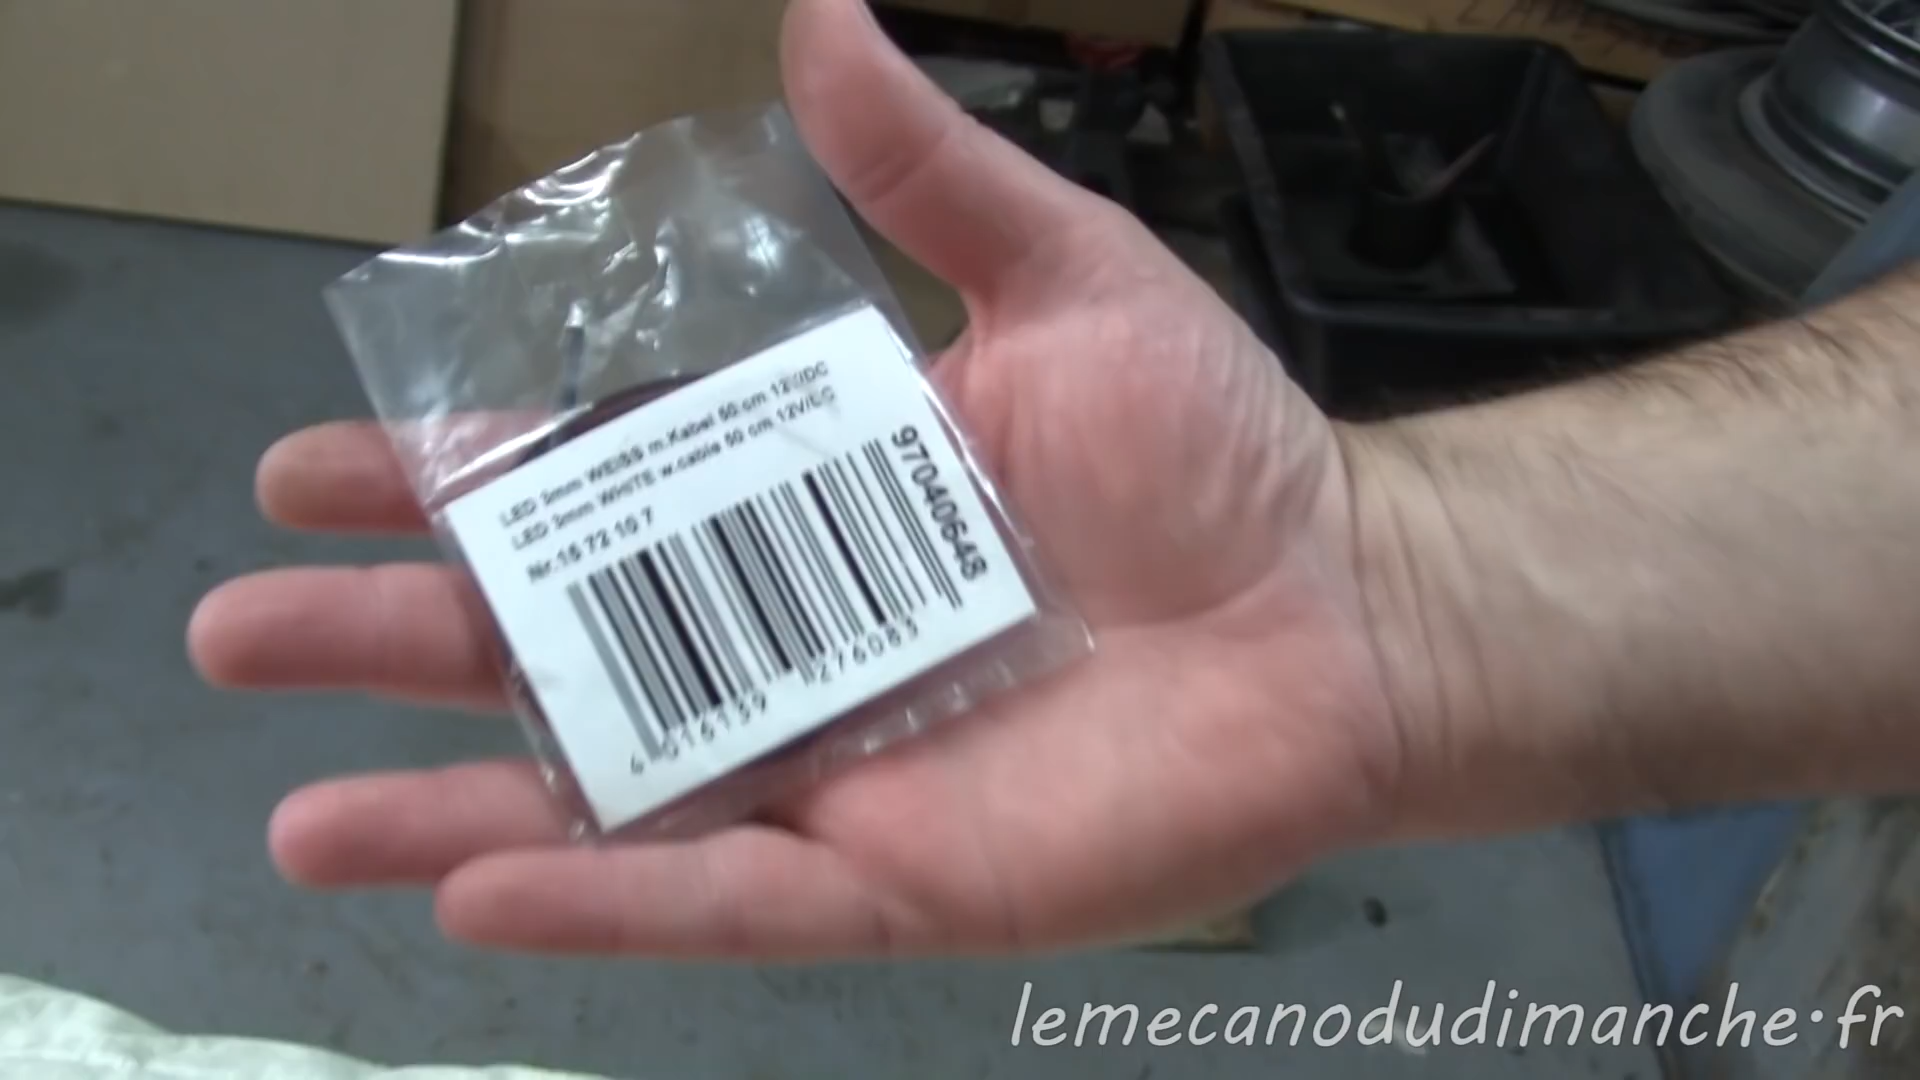 LED 3mm WEISS m.Kabel 50 cm 12V/DC
LED 3mm WHITE w.cable 50 cm 12V/DC
Nr.15 72 10 7
970406648
4 016139 276083
lemecanodudimanche.fr